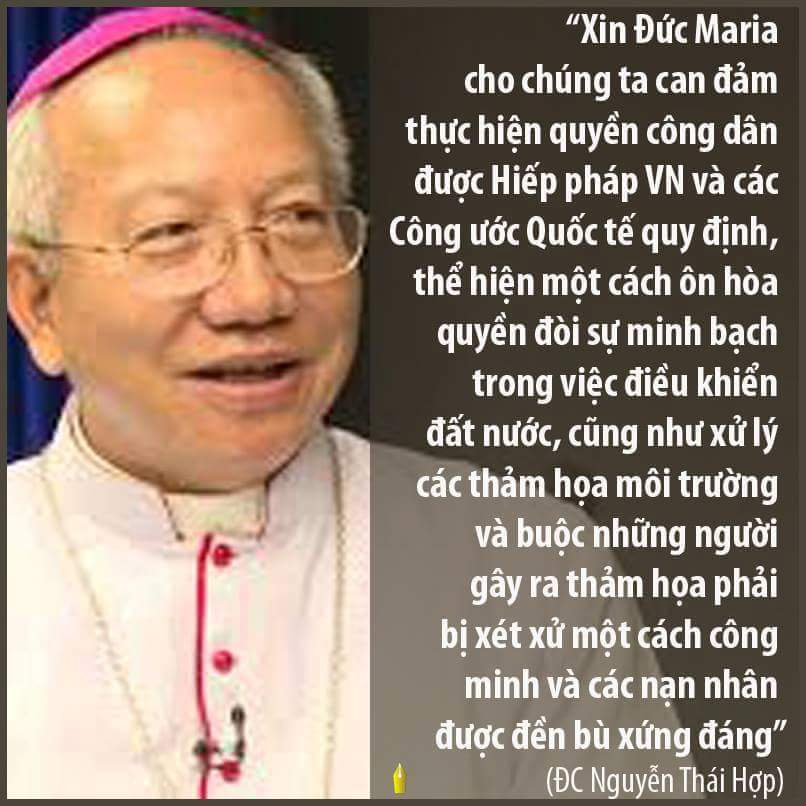 “Xin Đức Maria
cho chúng ta can đảm
thực hiện quyền công dân
được Hiếp pháp VN và các
Công ước Quốc tế quy định,
thể hiện một cách ôn hòa
quyền đòi sự minh bạch
trong việc điều khiển
đất nước, cũng như xử lý
các thảm họa môi trường
và buộc những người
gây ra thảm họa phải
bị xét xử một cách công
minh và các nạn nhân
được đền bù xứng đáng”
(ĐC Nguyễn Thái Hợp)